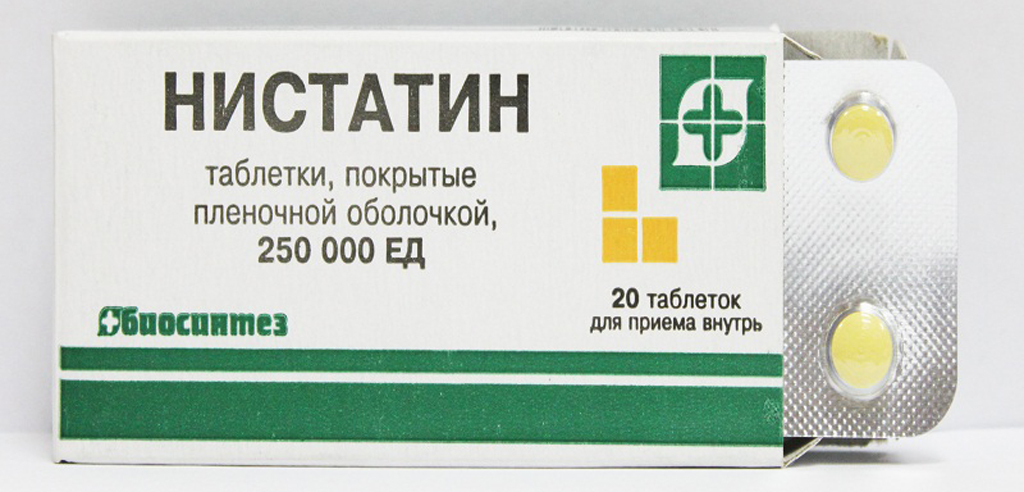 НИСТАТИН
таблетки, покрытые
пленочной оболочкой,
250 000 ЕД
биосинтез
20 таблеток
для приема внутрь